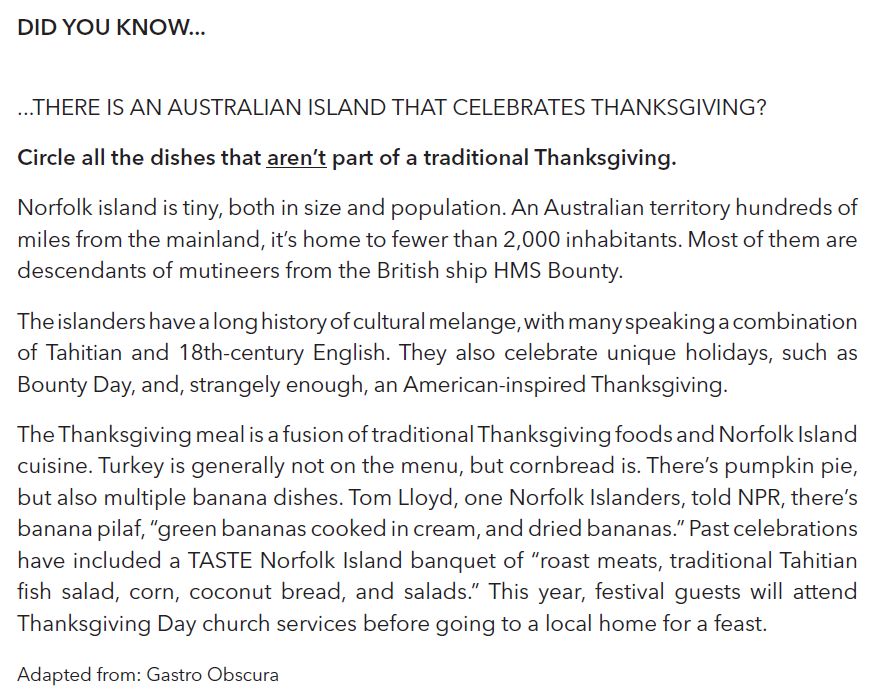 DID YOU KNOW...
...THERE IS AN AUSTRALIAN ISLAND THAT CELEBRATES THANKSGIVING?
Circle all the dishes that aren't part of a traditional Thanksgiving.
Norfolk island is tiny, both in size and population. An Australian territory hundreds of
miles from the mainland, it's home to fewer than 2,000 inhabitants. Most of them are
descendants of mutineers from the British ship HMS Bounty.
The islanders have a long history of cultural melange, with many speaking a combination
of Tahitian and 18th-century English. They also celebrate unique holidays, such as
Bounty Day, and, strangely enough, an American-inspired Thanksgiving.
The Thanksgiving meal is a fusion of traditional Thanksgiving foods and Norfolk Island
cuisine. Turkey is generally not on the menu, but cornbread is. There's pumpkin pie,
but also multiple banana dishes. Tom Lloyd, one Norfolk Islanders, told NPR, there's
banana pilaf, "green bananas cooked in cream, and dried bananas." Past celebrations
have included a TASTE Norfolk Island banquet of "roast meats, traditional Tahitian
fish salad, corn, coconut bread, and salads." This year, festival guests will attend
Thanksgiving Day church services before going to a local home for a feast.
Adapted from: Gastro Obscura